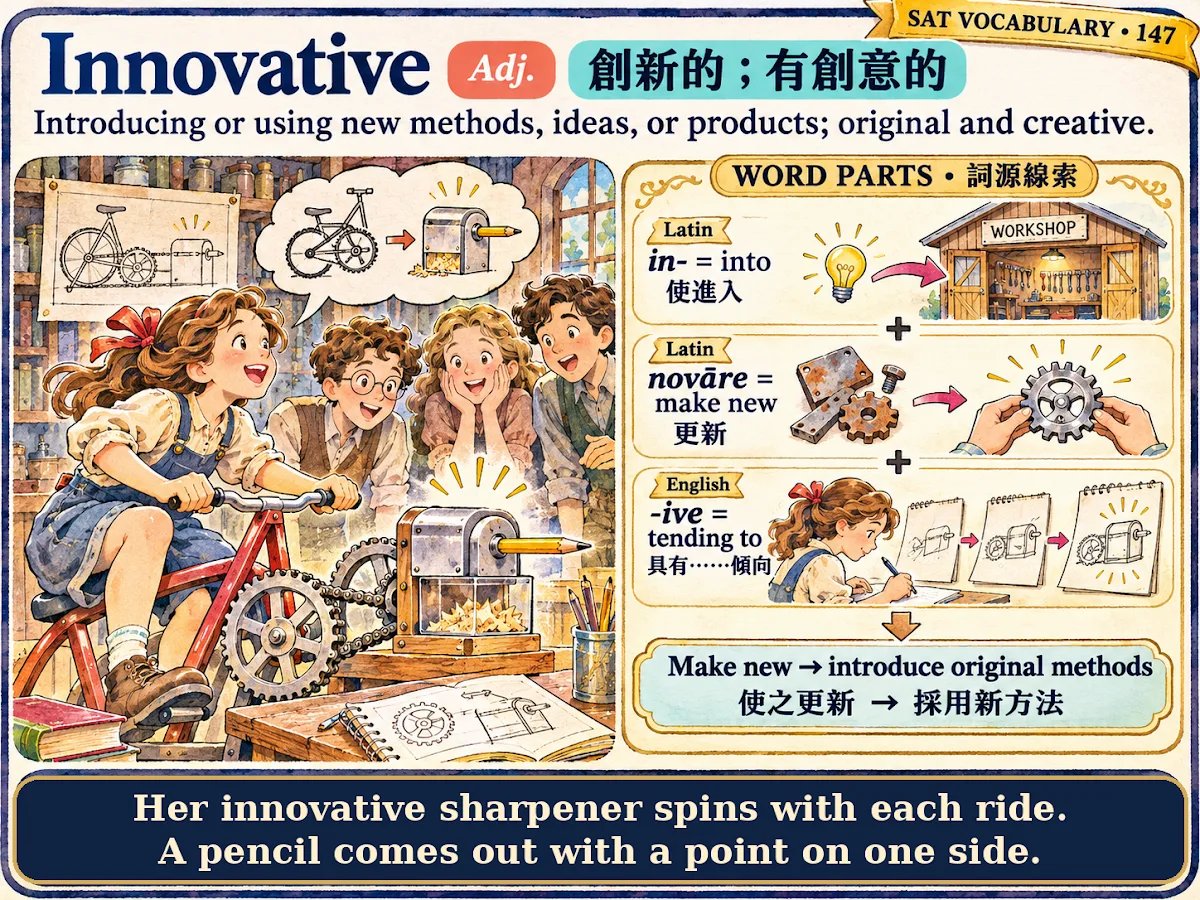 SAT VOCABULARY • 147
Innovative Adj. 創新的；有創意的
Introducing or using new methods, ideas, or products; original and creative.
WORD PARTS • 詞源線索
Latin
in- = into
使進入
WORKSHOP
+
Latin
novāre =
make new
更新
+
English
-ive =
tending to
具有……傾向
Make new → introduce original methods
使之更新 → 採用新方法
Her innovative sharpener spins with each ride.
A pencil comes out with a point on one side.